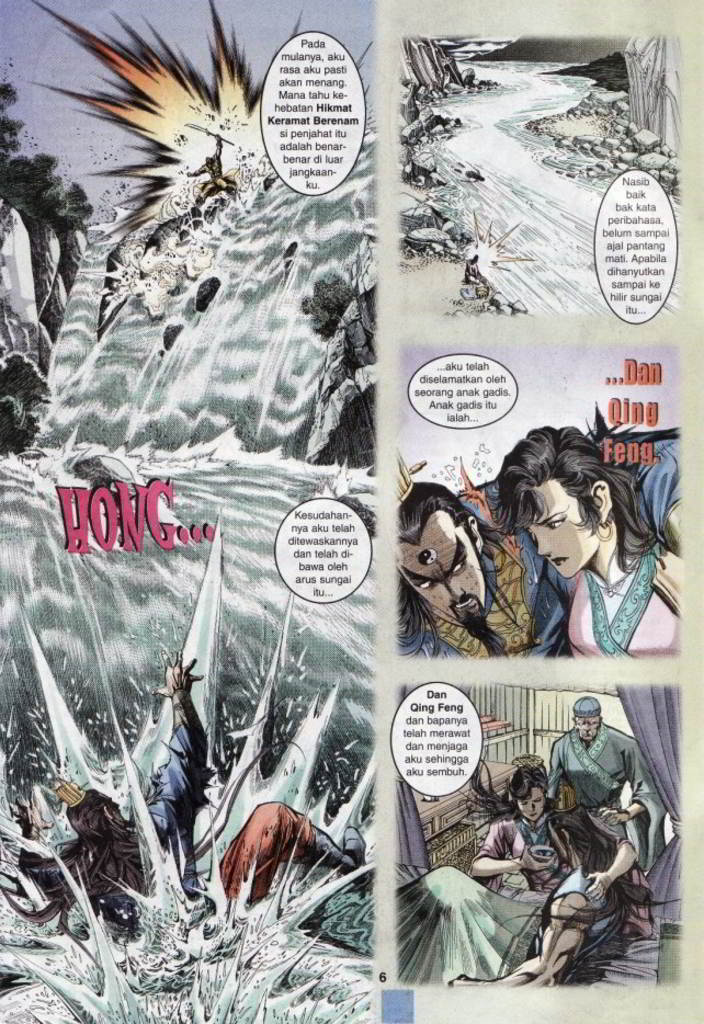 Pada
mulanya, aku
rasa aku pasti
akan menang.
Mana tahu ke-
hebatan Hikmat
Keramat Berenam
si penjahat itu
adalah benar-
benar di luar
jangkaan-
ku.
HONG...
Kesudahan-
nya aku telah
ditewaskan
dan telah di-
bawa oleh
arus sungai
itu...
Nasib
baik
bak kata
peribahasa,
belum sampai
ajal pantang
mati. Apabila
dihanyutkan
sampai ke
hilir sungai
itu...
...aku telah
diselamatkan oleh
seorang anak gadis.
Anak gadis itu
ialah...
...Dan
Qing
Feng.
Dan
Qing Feng
dan bapanya
telah merawat
dan menjaga
aku sehingga
aku sembuh.
6